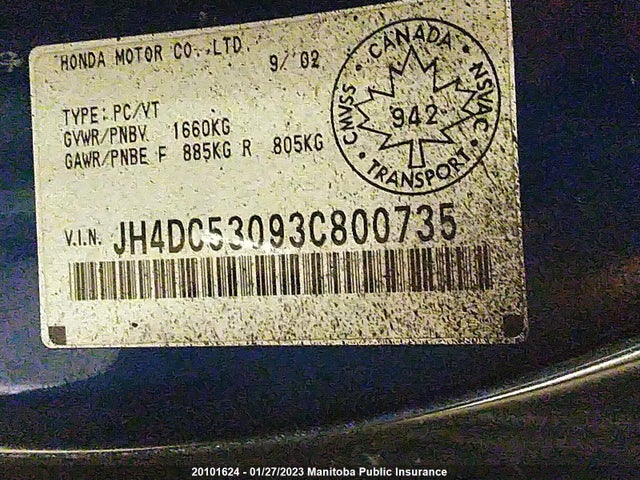 HONDA MOTOR CO., LTD.
9/ 02
TYPE: PC/VT
GVWR/PNBV 1660KG
GAWR/PNBE F 885KG R 805KG
V.I.N. JH4DC53093C800735
CANADA • NSVAC • TRANSPORT • CMVSS •
942
20101624 - 01/27/2023 Manitoba Public Insurance